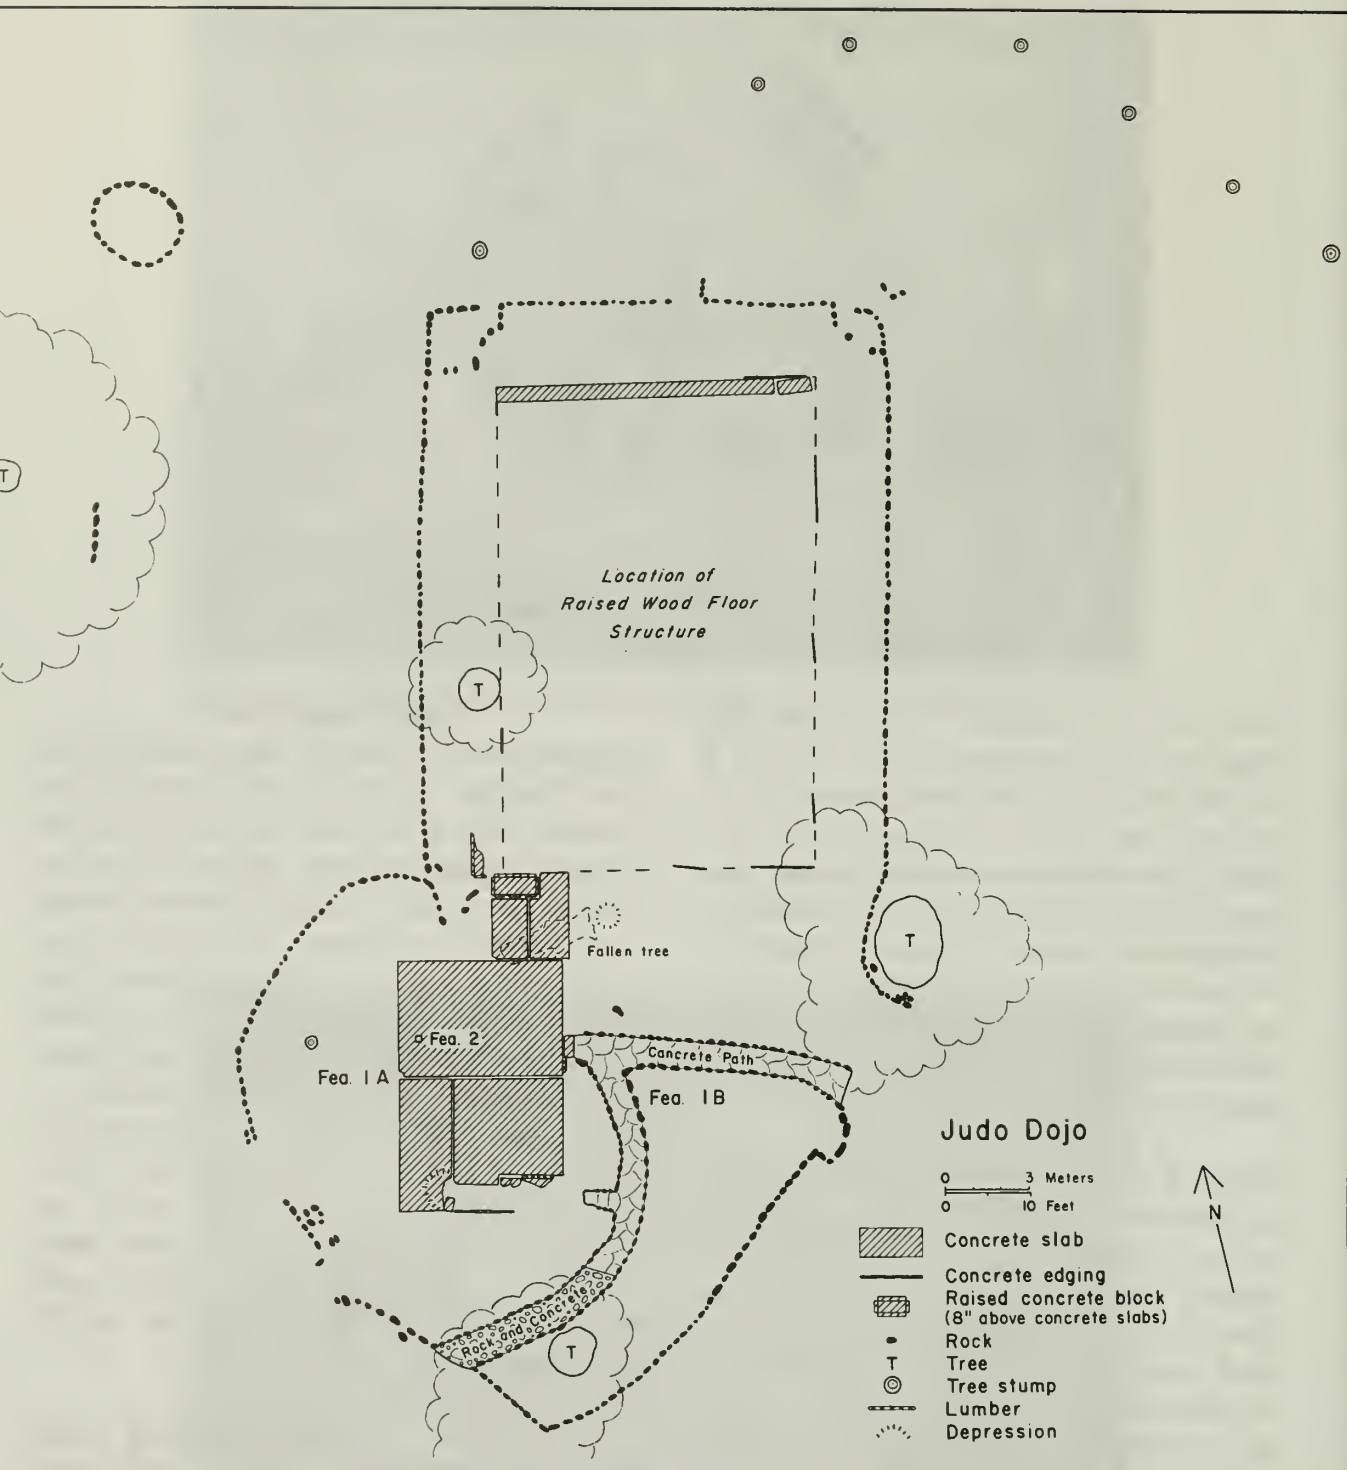 T
Location of
Raised Wood Floor
Structure
T
Fallen tree
T
Fea. 2
Fea. 1A
Concrete Path
Fea. 1B
Rock and Concrete
T
Judo Dojo
0 3 Meters
0 10 Feet
N
Concrete slab
Concrete edging
Raised concrete block
(8" above concrete slabs)
Rock
T Tree
Tree stump
Lumber
Depression